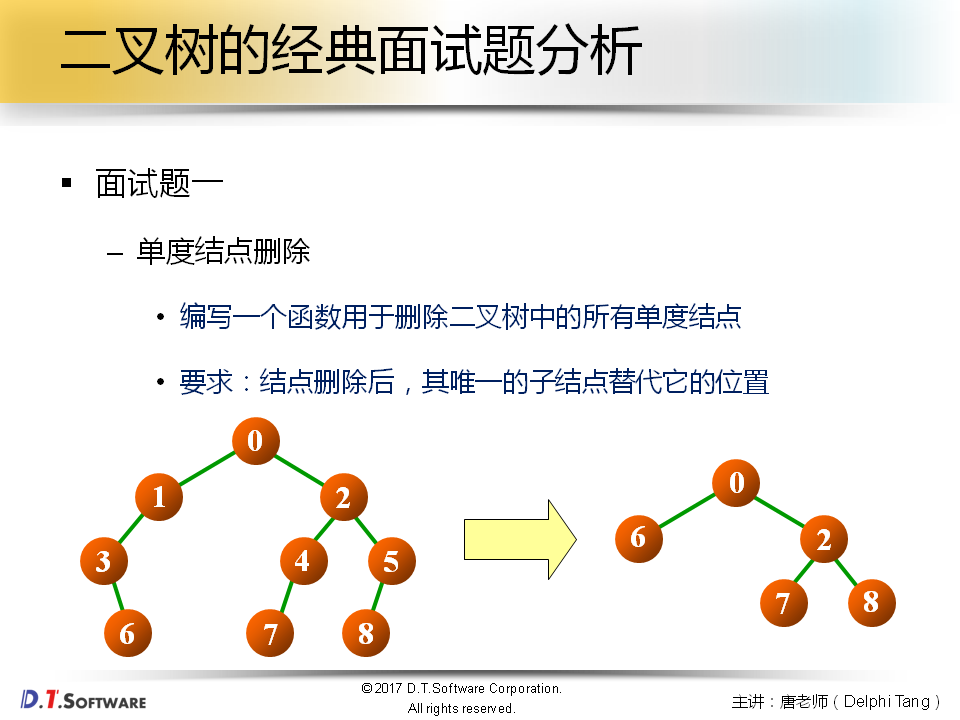 二叉树的经典面试题分析
▪ 面试题一
– 单度结点删除
• 编写一个函数用于删除二叉树中的所有单度结点
• 要求：结点删除后，其唯一的子结点替代它的位置
0
1 2
3 4 5
6 7 8
0
6 2
7 8
D.T.SOFTWARE
©2017 D.T.Software Corporation.
All rights reserved.
主讲：唐老师（Delphi Tang）